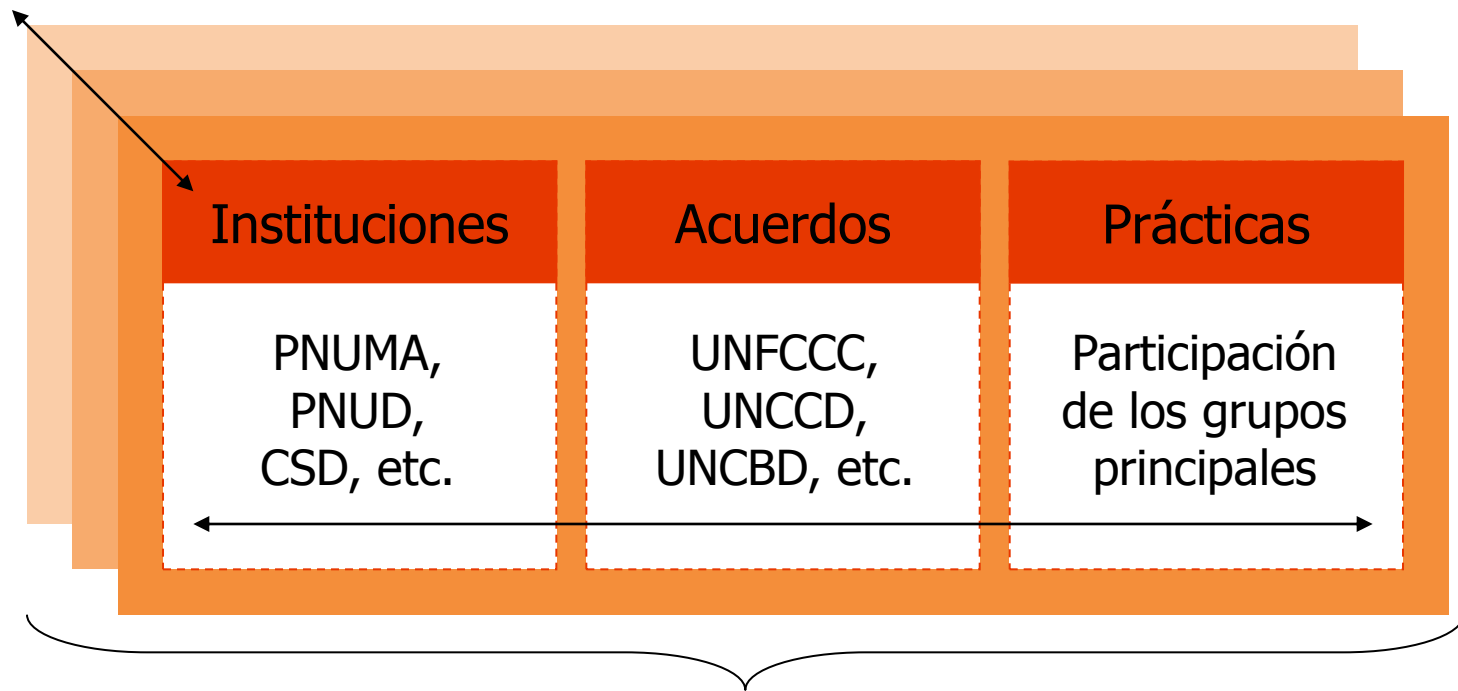 Instituciones
Acuerdos
Prácticas
PNUMA,
PNUD,
CSD, etc.
UNFCCC,
UNCCD,
UNCBD, etc.
Participación
de los grupos
principales